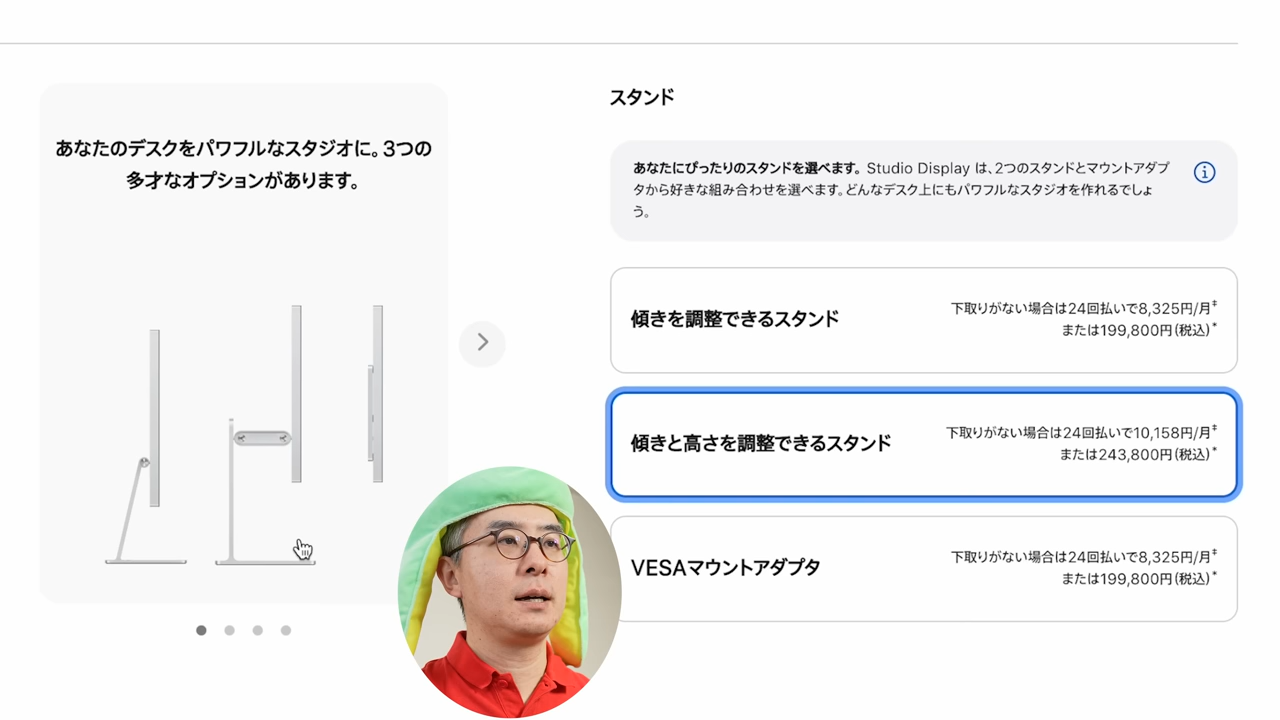 あなたのデスクをパワフルなスタジオに。3つの
多才なオプションがあります。
スタンド
あなたにぴったりのスタンドを選べます。Studio Display は、2つのスタンドとマウントアダプ
タから好きな組み合わせを選べます。どんなデスク上にもパワフルなスタジオを作れるでしょ
う。
傾きを調整できるスタンド
下取りがない場合は24回払いで8,325円/月‡
または199,800円(税込)*
傾きと高さを調整できるスタンド
下取りがない場合は24回払いで10,158円/月‡
または243,800円(税込)*
VESAマウントアダプタ
下取りがない場合は24回払いで8,325円/月‡
または199,800円(税込)*